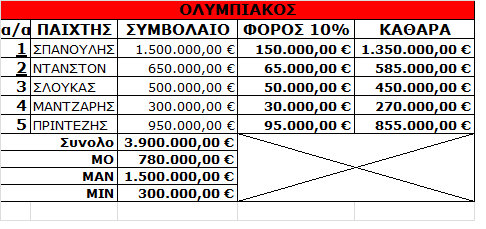 ΟΛΥΜΠΙΑΚΟΣ
α/α ΠΑΙΧΤΗΣ ΣΥΜΒΟΛΑΙΟ ΦΟΡΟΣ 10% ΚΑΘΑΡΑ
1 ΣΠΑΝΟΥΛΗΣ 1.500.000,00 € 150.000,00 € 1.350.000,00 €
2 ΝΤΑΝΣΤΟΝ 650.000,00 € 65.000,00 € 585.000,00 €
3 ΣΛΟΥΚΑΣ 500.000,00 € 50.000,00 € 450.000,00 €
4 ΜΑΝΤΖΑΡΗΣ 300.000,00 € 30.000,00 € 270.000,00 €
5 ΠΡΙΝΤΕΖΗΣ 950.000,00 € 95.000,00 € 855.000,00 €
Συνολο 3.900.000,00 €
ΜΟ 780.000,00 €
MAN 1.500.000,00 €
MIN 300.000,00 €